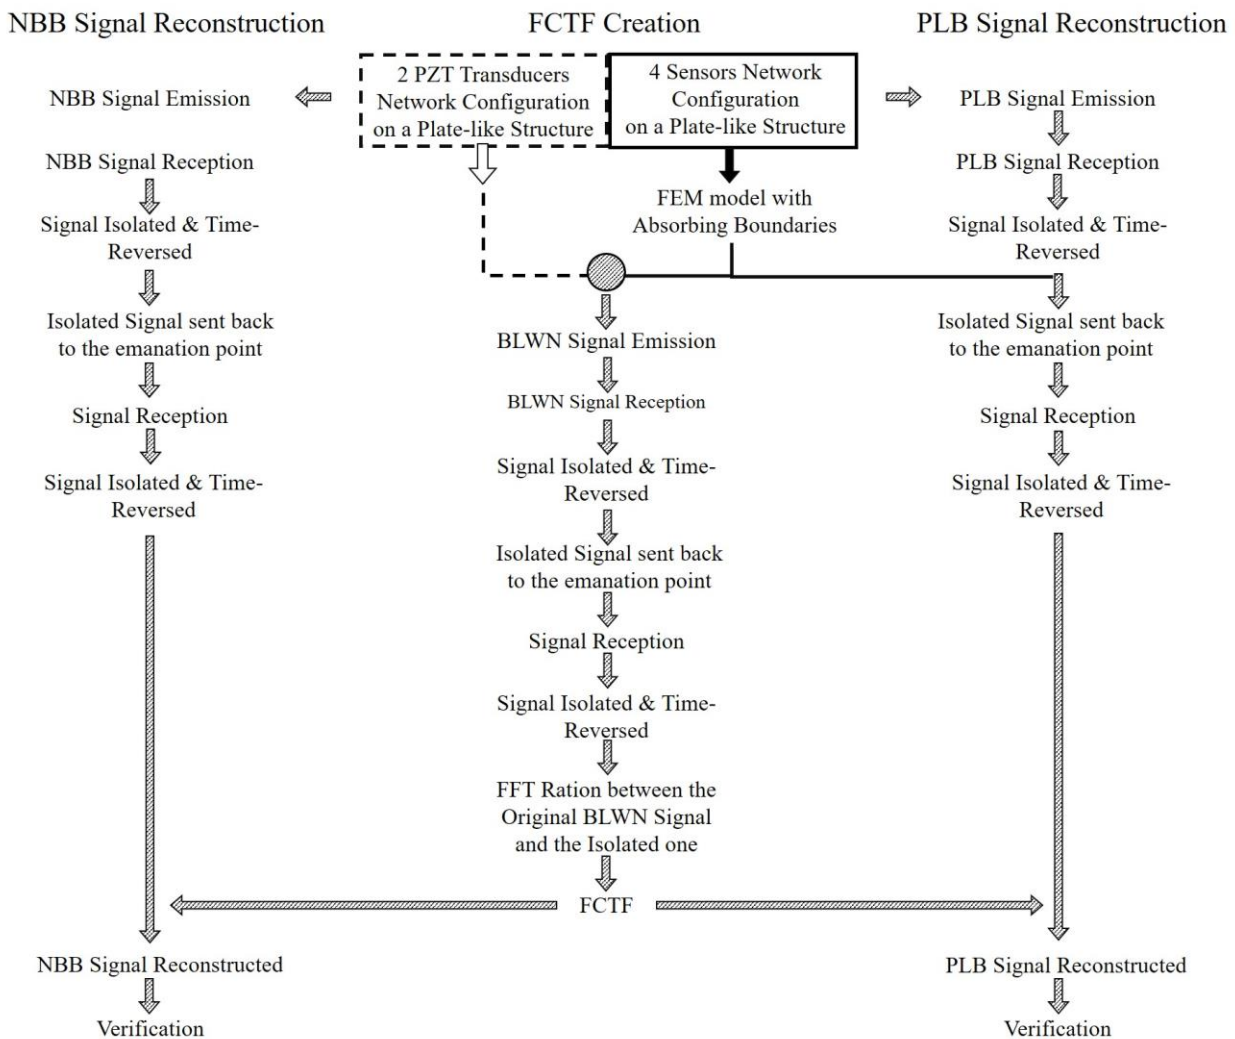 NBB Signal Reconstruction
NBB Signal Emission
NBB Signal Reception
Signal Isolated & Time-
Reversed
Isolated Signal sent back
to the emanation point
Signal Reception
Signal Isolated & Time-
Reversed
NBB Signal Reconstructed
Verification
FCTF Creation
2 PZT Transducers
Network Configuration
on a Plate-like Structure
4 Sensors Network
Configuration
on a Plate-like Structure
FEM model with
Absorbing Boundaries
BLWN Signal Emission
BLWN Signal Reception
Signal Isolated & Time-
Reversed
Isolated Signal sent back
to the emanation point
Signal Reception
Signal Isolated & Time-
Reversed
FFT Ration between the
Original BLWN Signal
and the Isolated one
FCTF
PLB Signal Reconstruction
PLB Signal Emission
PLB Signal Reception
Signal Isolated & Time-
Reversed
Isolated Signal sent back
to the emanation point
Signal Reception
Signal Isolated & Time-
Reversed
PLB Signal Reconstructed
Verification